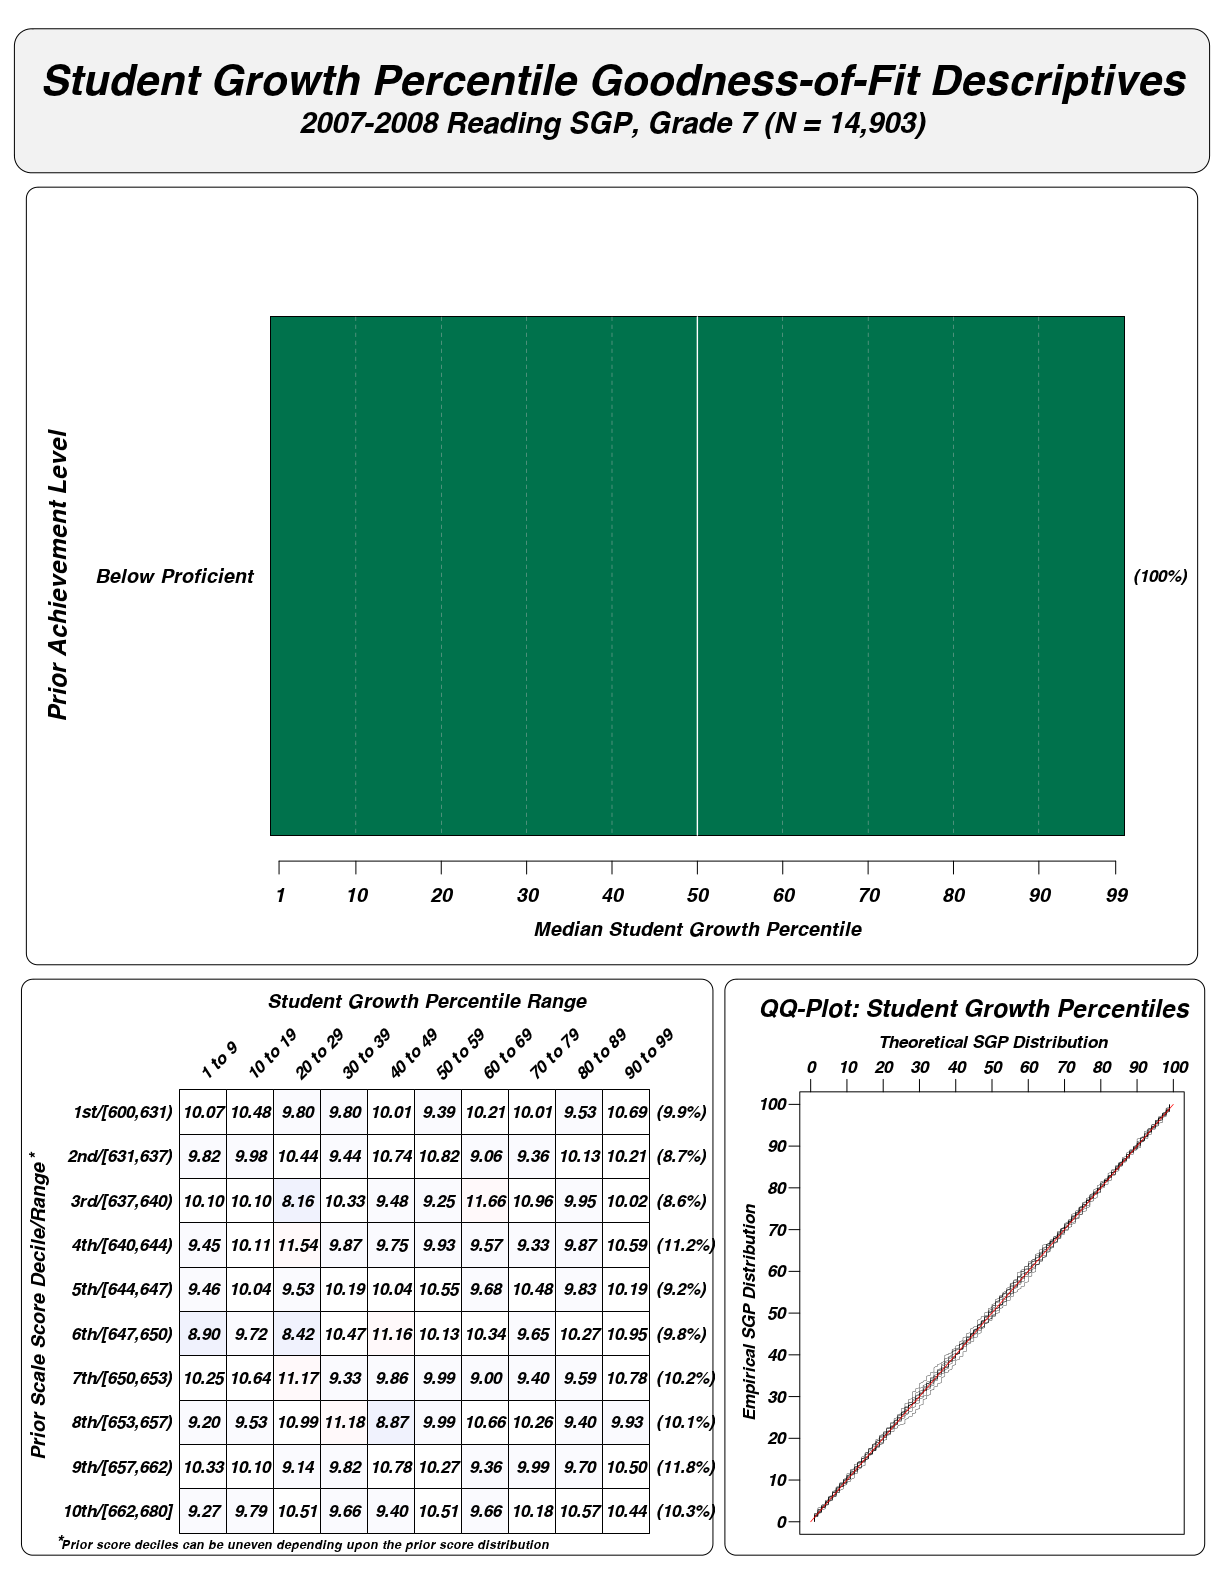 Student Growth Percentile Goodness-of-Fit Descriptives
2007-2008 Reading SGP, Grade 7 (N = 14,903)
Prior Achievement Level
Below Proficient
(100%)
1 10 20 30 40 50 60 70 80 90 99
Median Student Growth Percentile
Student Growth Percentile Range
1 to 9 10 to 19 20 to 29 30 to 39 40 to 49 50 to 59 60 to 69 70 to 79 80 to 89 90 to 99
Prior Scale Score Decile/Range*
1st/[600,631) 10.07 10.48 9.80 9.80 10.01 9.39 10.21 10.01 9.53 10.69 (9.9%)
2nd/[631,637) 9.82 9.98 10.44 9.44 10.74 10.82 9.06 9.36 10.13 10.21 (8.7%)
3rd/[637,640) 10.10 10.10 8.16 10.33 9.48 9.25 11.66 10.96 9.95 10.02 (8.6%)
4th/[640,644) 9.45 10.11 11.54 9.87 9.75 9.93 9.57 9.33 9.87 10.59 (11.2%)
5th/[644,647) 9.46 10.04 9.53 10.19 10.04 10.55 9.68 10.48 9.83 10.19 (9.2%)
6th/[647,650) 8.90 9.72 8.42 10.47 11.16 10.13 10.34 9.65 10.27 10.95 (9.8%)
7th/[650,653) 10.25 10.64 11.17 9.33 9.86 9.99 9.00 9.40 9.59 10.78 (10.2%)
8th/[653,657) 9.20 9.53 10.99 11.18 8.87 9.99 10.66 10.26 9.40 9.93 (10.1%)
9th/[657,662) 10.33 10.10 9.14 9.82 10.78 10.27 9.36 9.99 9.70 10.50 (11.8%)
10th/[662,680] 9.27 9.79 10.51 9.66 9.40 10.51 9.66 10.18 10.57 10.44 (10.3%)
*Prior score deciles can be uneven depending upon the prior score distribution
QQ-Plot: Student Growth Percentiles
Theoretical SGP Distribution
0 10 20 30 40 50 60 70 80 90 100
Empirical SGP Distribution
100
90
80
70
60
50
40
30
20
10
0